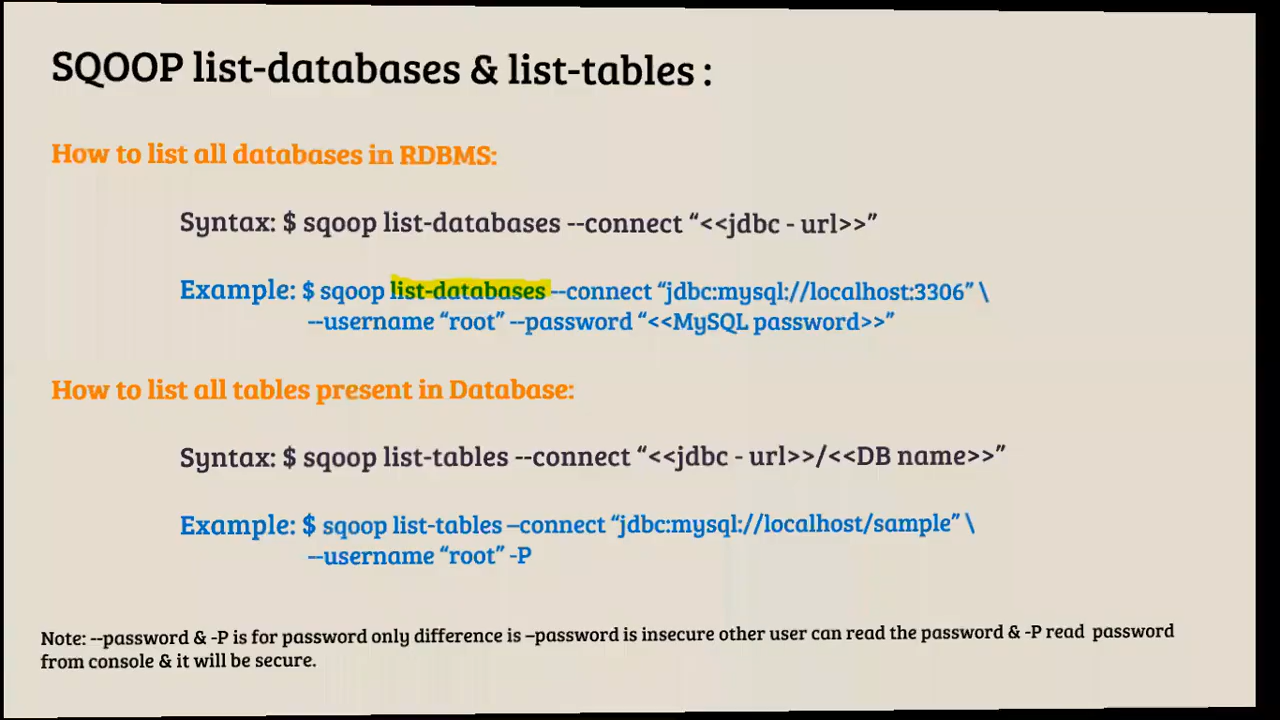 SQOOP list-databases & list-tables :
How to list all databases in RDBMS:
Syntax: $ sqoop list-databases --connect “<<jdbc - url>>”
Example: $ sqoop list-databases --connect “jdbc:mysql://localhost:3306” \
--username “root” --password “<<MySQL password>>”
How to list all tables present in Database:
Syntax: $ sqoop list-tables --connect “<<jdbc - url>>/<<DB name>>”
Example: $ sqoop list-tables –connect “jdbc:mysql://localhost/sample” \
--username “root” -P
Note: --password & -P is for password only difference is –password is insecure other user can read the password & -P read password
from console & it will be secure.